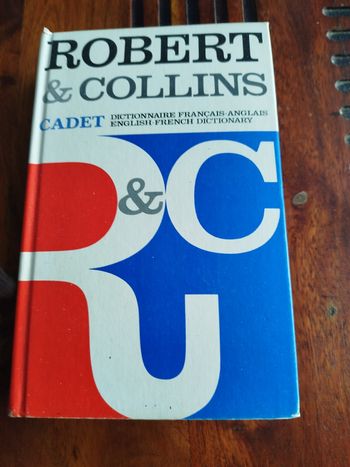 ROBERT
& COLLINS
CADET DICTIONNAIRE FRANÇAIS-ANGLAIS
ENGLISH-FRENCH DICTIONARY
R&C